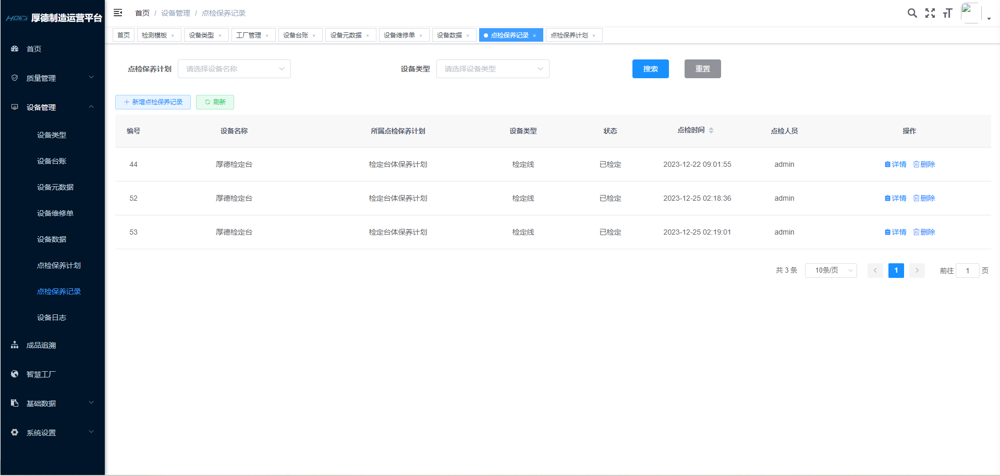 HOLD 厚德制造运营平台
首页 / 设备管理 / 点检保养记录
首页 检测模板 × 设备类型 × 工厂管理 × 设备台账 × 设备元数据 × 设备维修单 × 设备数据 × 点检保养记录 × 点检保养计划 ×
首页
质量管理
设备管理
设备类型
设备台账
设备元数据
设备维修单
设备数据
点检保养计划
点检保养记录
设备日志
成品追溯
智慧工厂
基础数据
系统设置
点检保养计划 请选择设备名称 设备类型 请选择设备类型 搜索 重置
新增点检保养记录 刷新
编号 设备名称 所属点检保养计划 设备类型 状态 点检时间 点检人员 操作
44 厚德检定台 检定台体保养计划 检定线 已检定 2023-12-22 09:01:55 admin 详情 删除
52 厚德检定台 检定台体保养计划 检定线 已检定 2023-12-25 02:18:36 admin 详情 删除
53 厚德检定台 检定台体保养计划 检定线 已检定 2023-12-25 02:19:01 admin 详情 删除
共 3 条 10条/页 1 前往 1 页